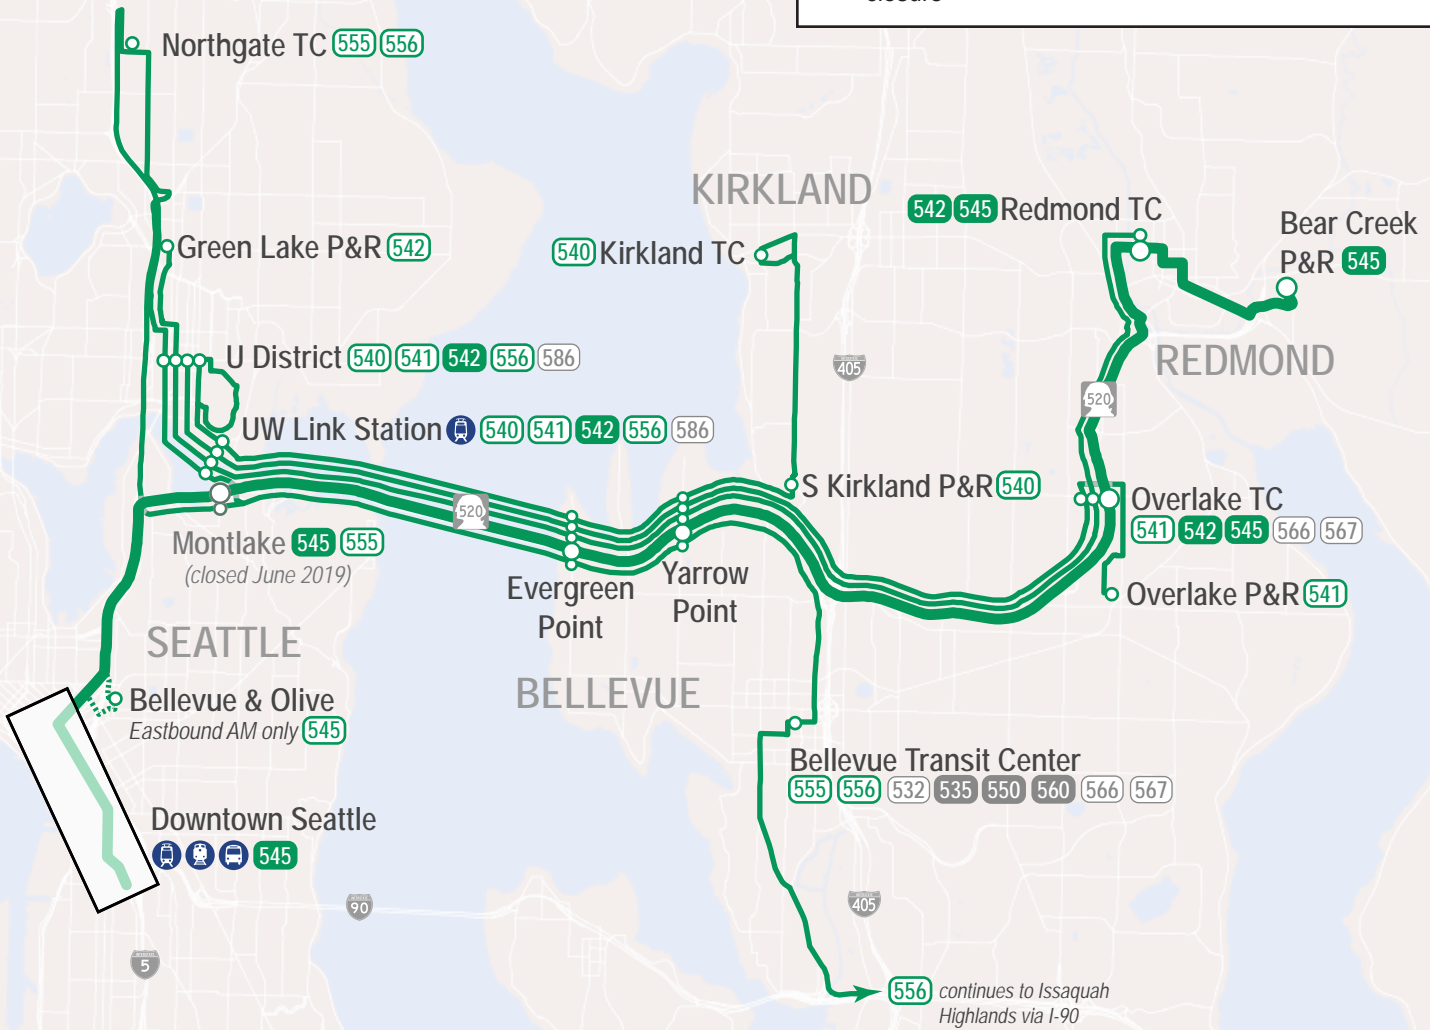 closure
Northgate TC 555 556
KIRKLAND
542 545 Redmond TC
Bear Creek
P&R 545
Green Lake P&R 542
540 Kirkland TC
U District 540 541 542 556 586
405
REDMOND
520
UW Link Station 540 541 542 556 586
S Kirkland P&R 540
Overlake TC
541 542 545 566 567
520
Montlake 545 555
(closed June 2019)
Evergreen
Point
Yarrow
Point
Overlake P&R 541
SEATTLE
BELLEVUE
Bellevue & Olive
Eastbound AM only 545
Bellevue Transit Center
555 556 532 535 550 560 566 567
Downtown Seattle
545
90
405
5
556 continues to Issaquah
Highlands via I-90